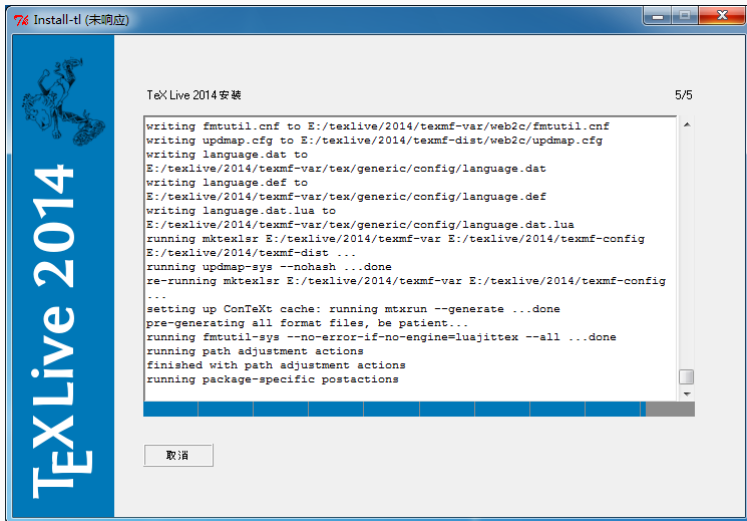 Install-tl (未响应)
TeX Live 2014 安装
5/5
writing fmtutil.cnf to E:/texlive/2014/texmf-var/web2c/fmtutil.cnf
writing updmap.cfg to E:/texlive/2014/texmf-dist/web2c/updmap.cfg
writing language.dat to
E:/texlive/2014/texmf-var/tex/generic/config/language.dat
writing language.def to
E:/texlive/2014/texmf-var/tex/generic/config/language.def
writing language.dat.lua to
E:/texlive/2014/texmf-var/tex/generic/config/language.dat.lua
running mktexlsr E:/texlive/2014/texmf-var E:/texlive/2014/texmf-config
E:/texlive/2014/texmf-dist ...
running updmap-sys --nohash ...done
re-running mktexlsr E:/texlive/2014/texmf-var E:/texlive/2014/texmf-config
...
setting up ConTeXt cache: running mtxrun --generate ...done
pre-generating all format files, be patient...
running fmtutil-sys --no-error-if-no-engine=luajittex --all ...done
running path adjustment actions
finished with path adjustment actions
running package-specific postactions
取消
TEX Live 2014